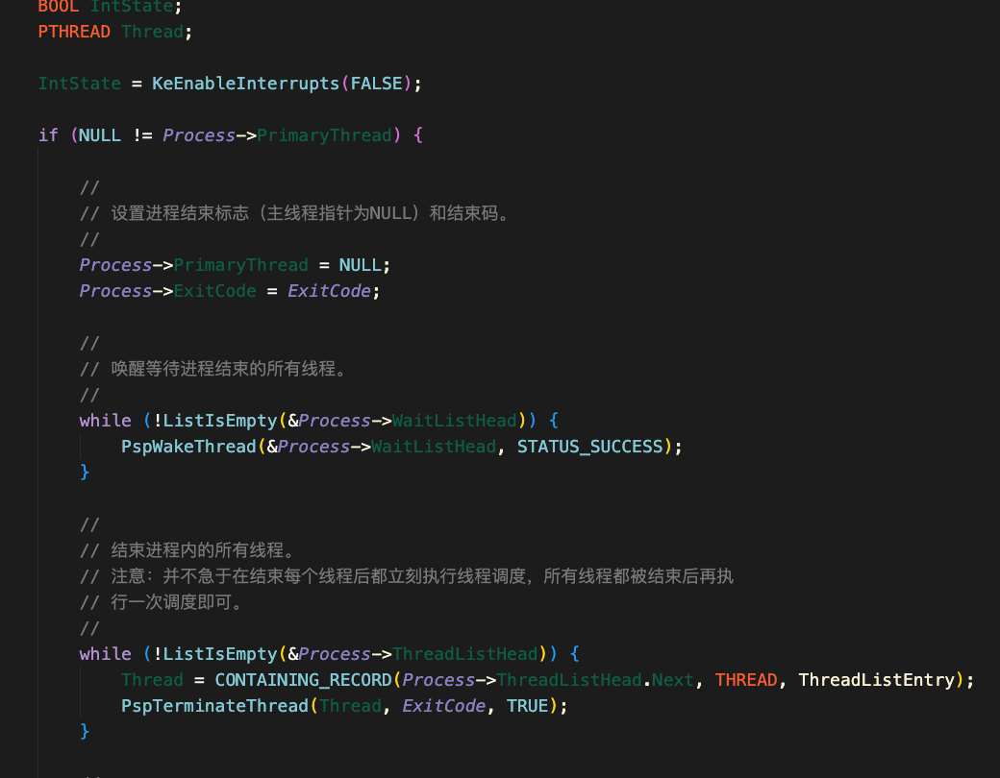 BOOL IntState;
PTHREAD Thread;
IntState = KeEnableInterrupts(FALSE);
if (NULL != Process->PrimaryThread) {
//
// 设置进程结束标志（主线程指针为NULL）和结束码。
//
Process->PrimaryThread = NULL;
Process->ExitCode = ExitCode;
//
// 唤醒等待进程结束的所有线程。
//
while (!ListIsEmpty(&Process->WaitListHead)) {
PspWakeThread(&Process->WaitListHead, STATUS_SUCCESS);
}
//
// 结束进程内的所有线程。
// 注意：并不急于在结束每个线程后都立刻执行线程调度，所有线程都被结束后再执
// 行一次调度即可。
//
while (!ListIsEmpty(&Process->ThreadListHead)) {
Thread = CONTAINING_RECORD(Process->ThreadListHead.Next, THREAD, ThreadListEntry);
PspTerminateThread(Thread, ExitCode, TRUE);
}